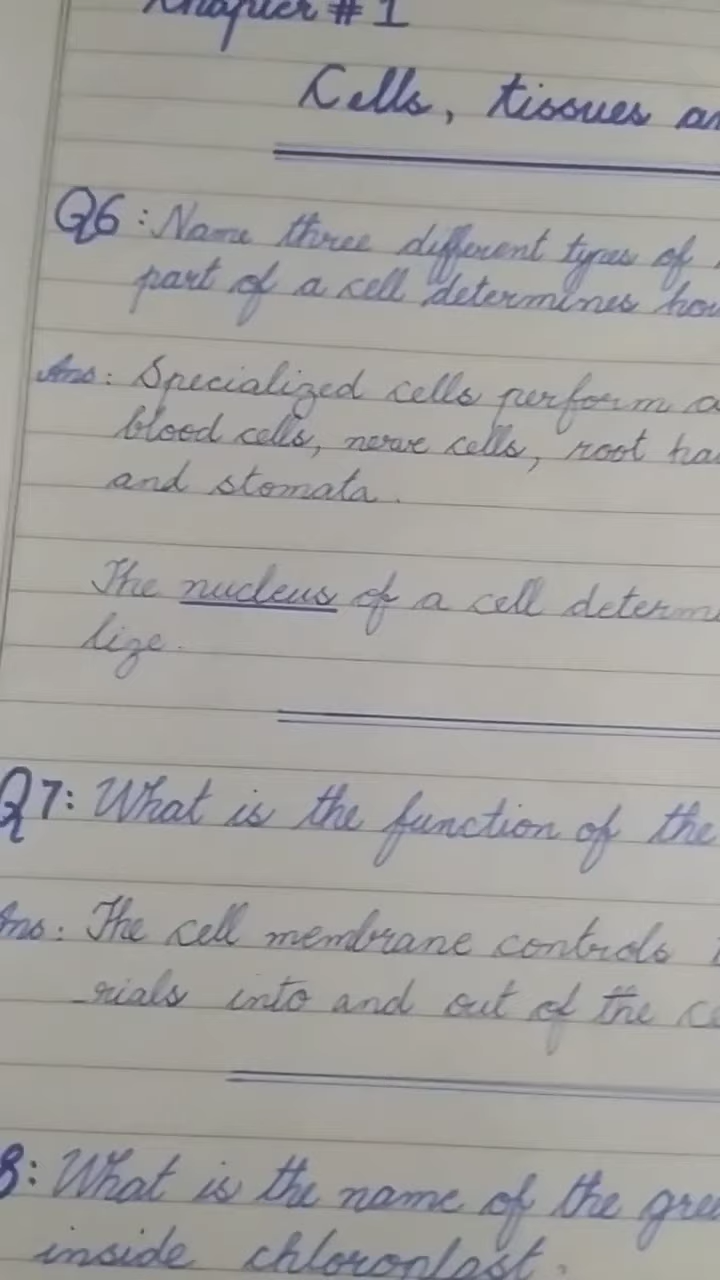 Chapter # 1
Cells, tissues
Q6: Name three different types of
part of a cell determines
Ans: Specialized cells perform
blood cells, nerve cells, root
and stomata.
The nucleus of a cell
lize.
Q7: What is the function of the
Ans: The cell membrane controls
rials into and out of the
8: What is the name of the
inside chloroplast.